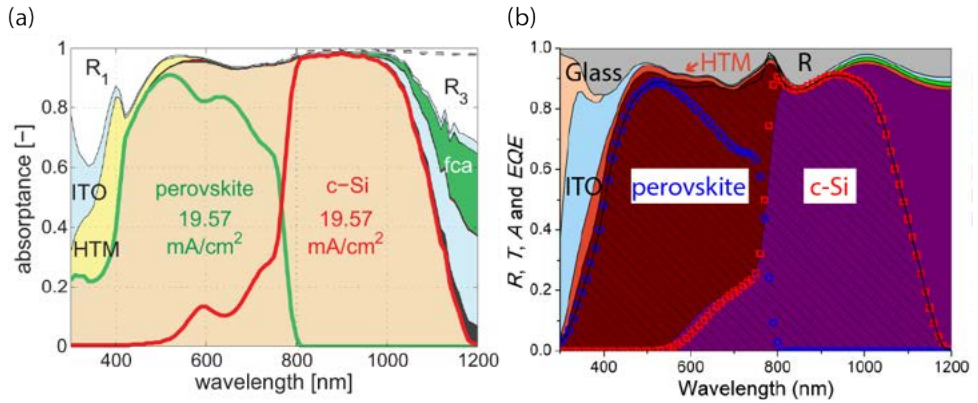 (a)
1
0.8
0.6
0.4
0.2
0
absorptance [−]
R1
R3
ITO
HTM
fca
perovskite
19.57
mA/cm²
c−Si
19.57
mA/cm²
400
600
800
1000
1200
wavelength [nm]
(b)
1.0
0.8
0.6
0.4
0.2
0.0
R, T, A and EQE
Glass
HTM
R
ITO
perovskite
c-Si
400
600
800
1000
1200
Wavelength (nm)